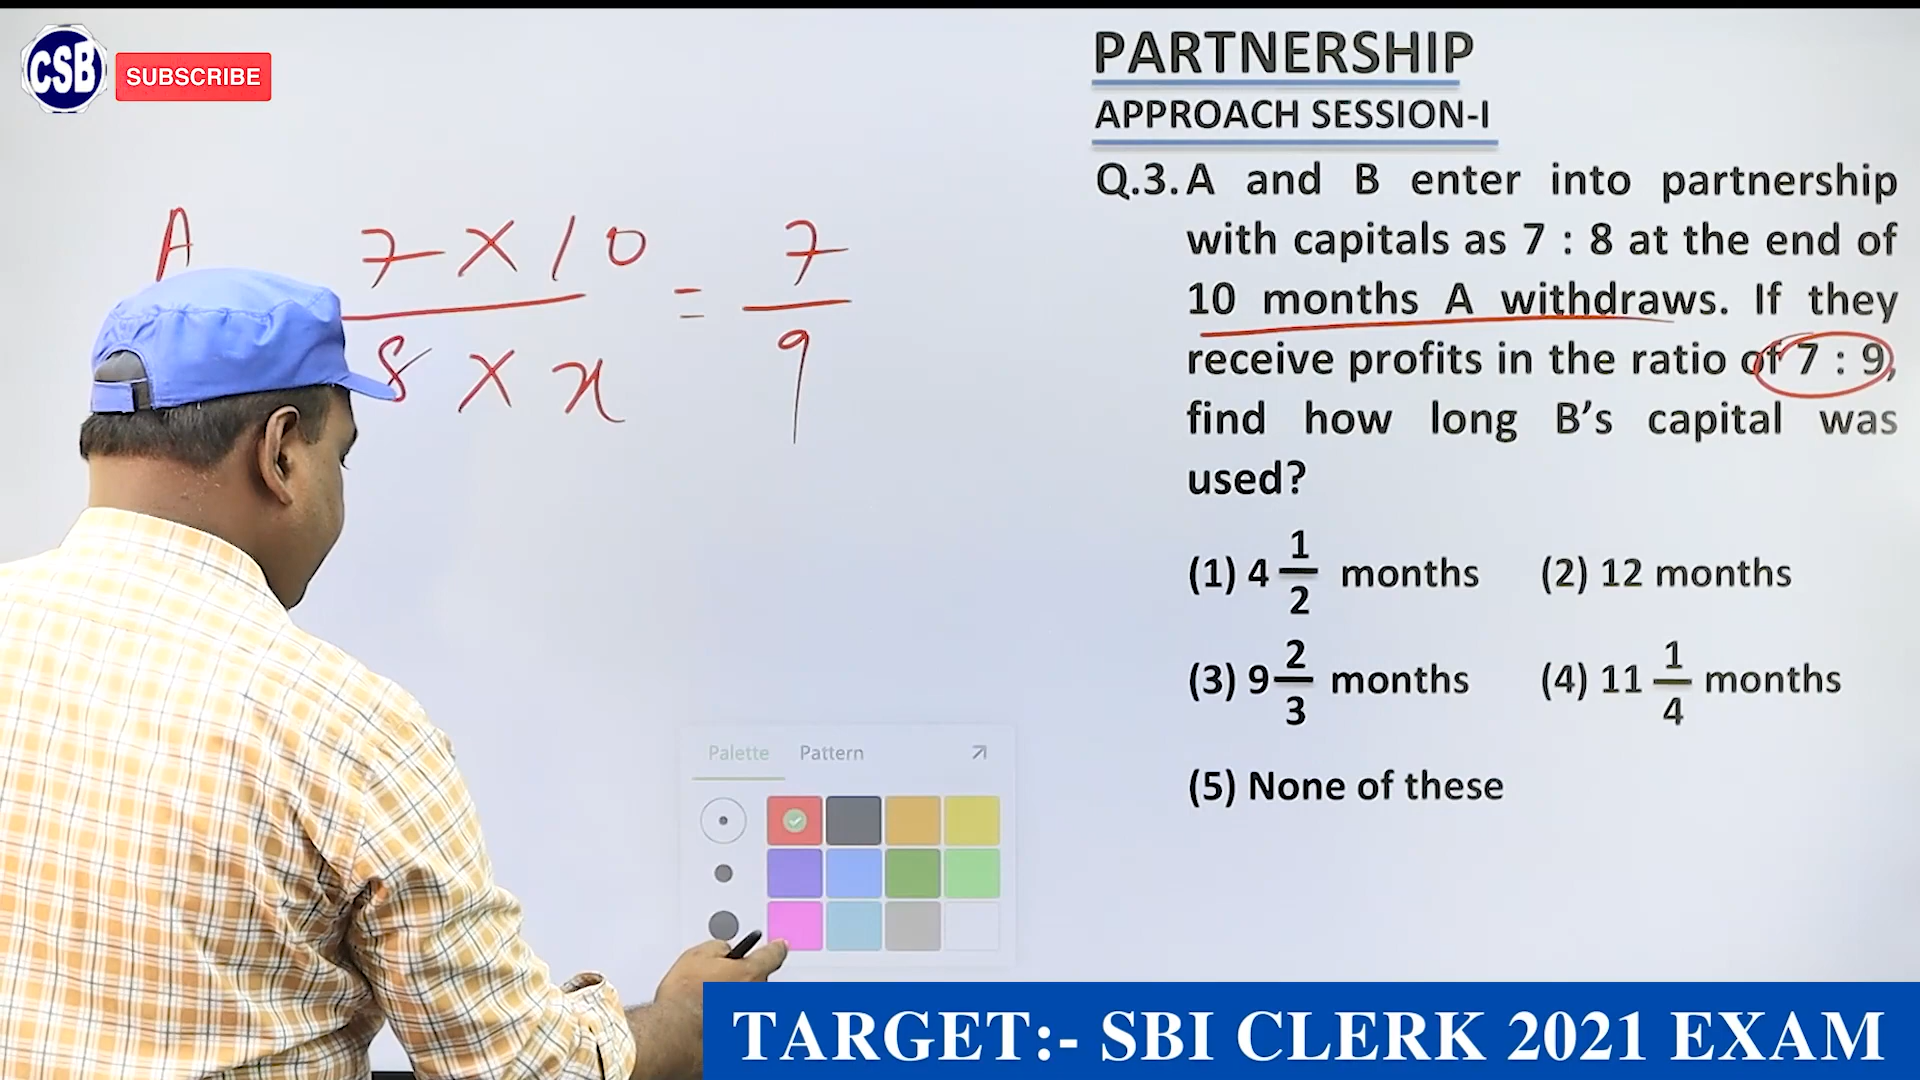 CSB
SUBSCRIBE
PARTNERSHIP
APPROACH SESSION-I
Q.3. A and B enter into partnership
with capitals as 7 : 8 at the end of
10 months A withdraws. If they
receive profits in the ratio of 7 : 9,
find how long B’s capital was
used?
(1) 4 1/2 months (2) 12 months
(3) 9 2/3 months (4) 11 1/4 months
(5) None of these
A
7 × 10 = 7
8 × x 9
Palette Pattern
TARGET:- SBI CLERK 2021 EXAM